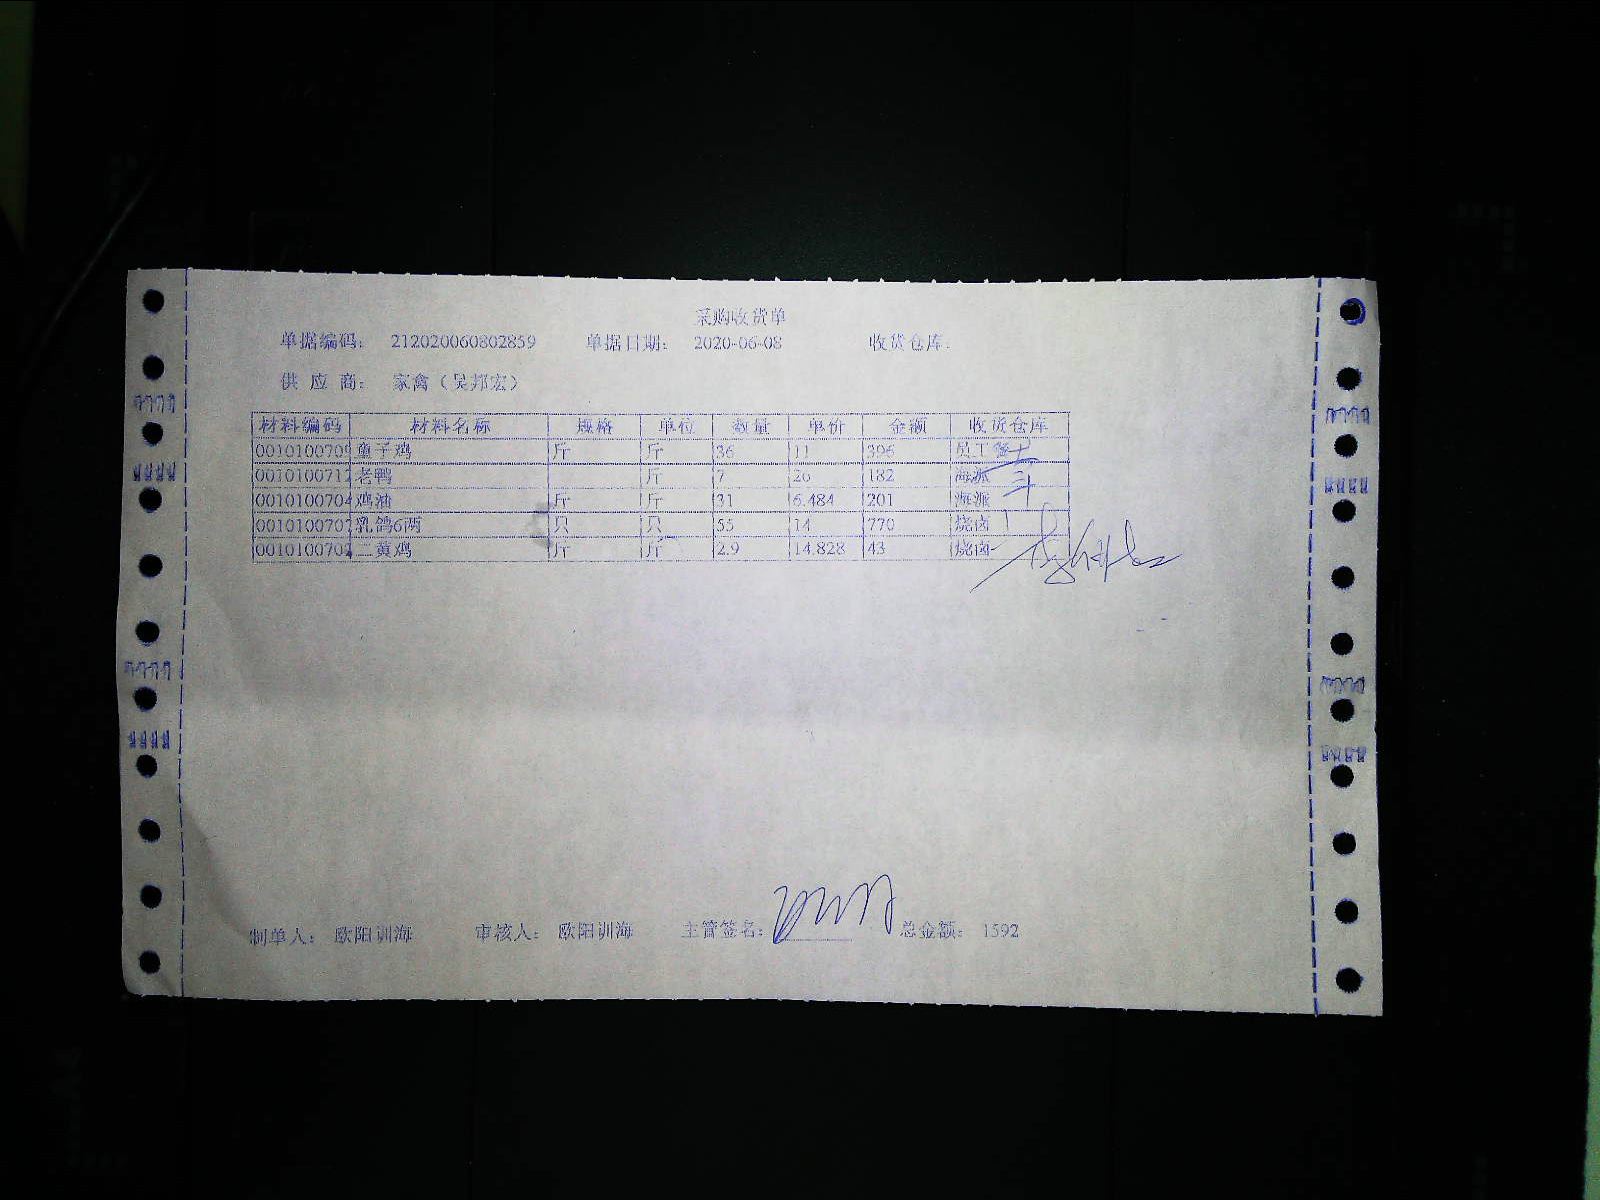 采购收货单
单据编码： 212020060802859 单据日期： 2020-06-08 收货仓库：
供 应 商： 家禽（吴邦宏）
材料编码 材料名称 规格 单位 数量 单价 金额 收货仓库
0010100709 童子鸡 斤 斤 36 11 396 员工餐
0010100712 老鸭 斤 7 26 182 海派
0010100704 鸡油 斤 斤 31 6.484 201 海派
0010100707 乳鸽6两 只 只 55 14 770 烧卤
001010070 二黄鸡 斤 斤 2.9 14.828 43 烧卤
制单人： 欧阳训海 审核人： 欧阳训海 主管签名： 总金额： 1592